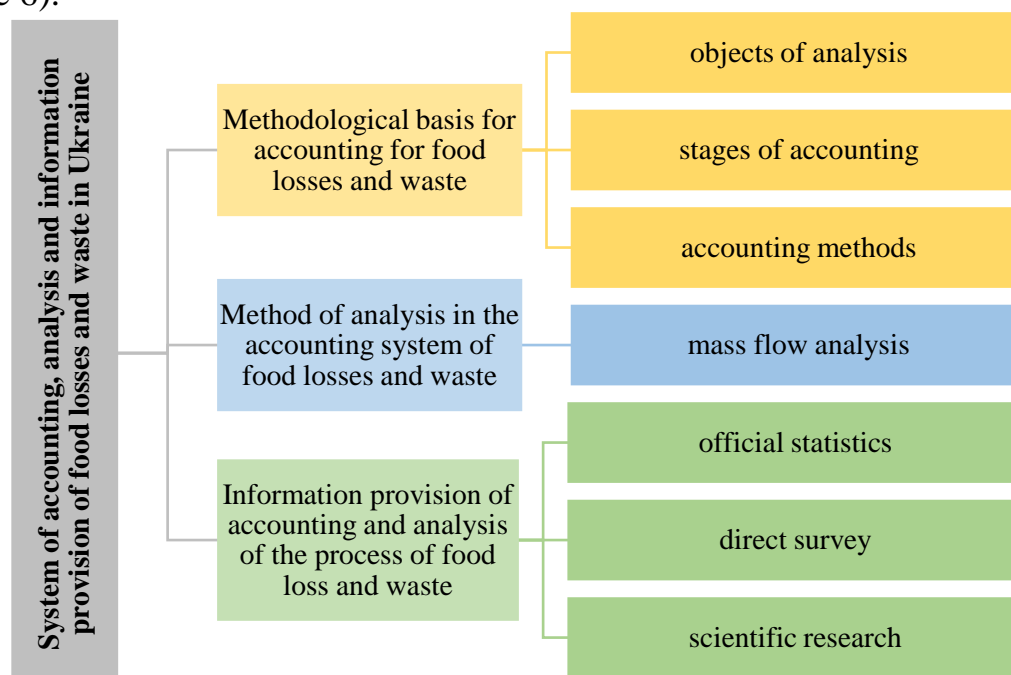 System of accounting, analysis and information
provision of food losses and waste in Ukraine
Methodological basis for
accounting for food
losses and waste
objects of analysis
stages of accounting
accounting methods
Method of analysis in the
accounting system of
food losses and waste
mass flow analysis
Information provision of
accounting and analysis
of the process of food
loss and waste
official statistics
direct survey
scientific research